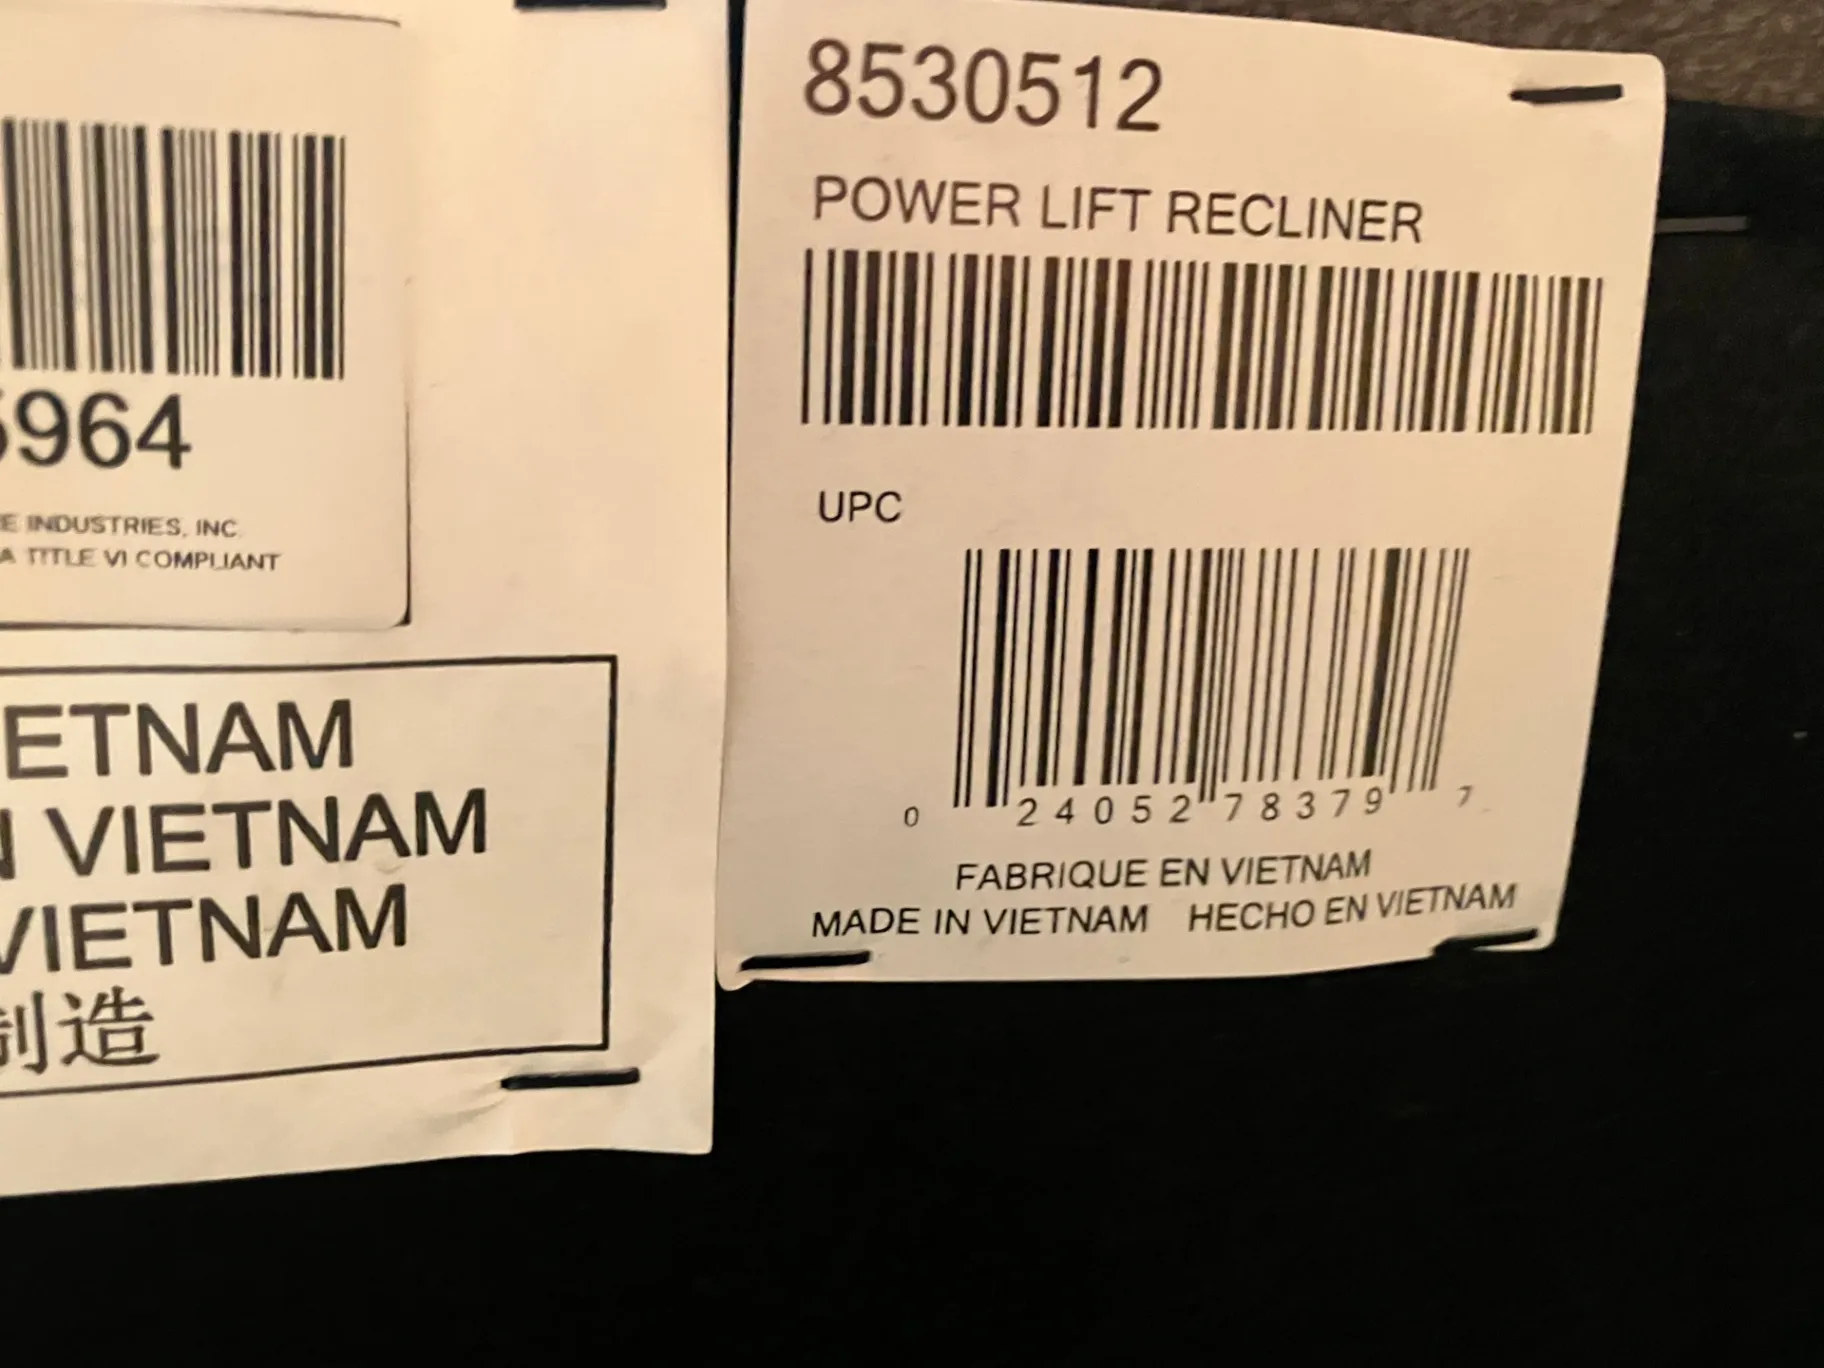 5964
E INDUSTRIES, INC.
A TITLE VI COMPLIANT
ETNAM
N VIETNAM
VIETNAM
制造
8530512
POWER LIFT RECLINER
UPC
0 24052 78379 7
FABRIQUE EN VIETNAM
MADE IN VIETNAM HECHO EN VIETNAM